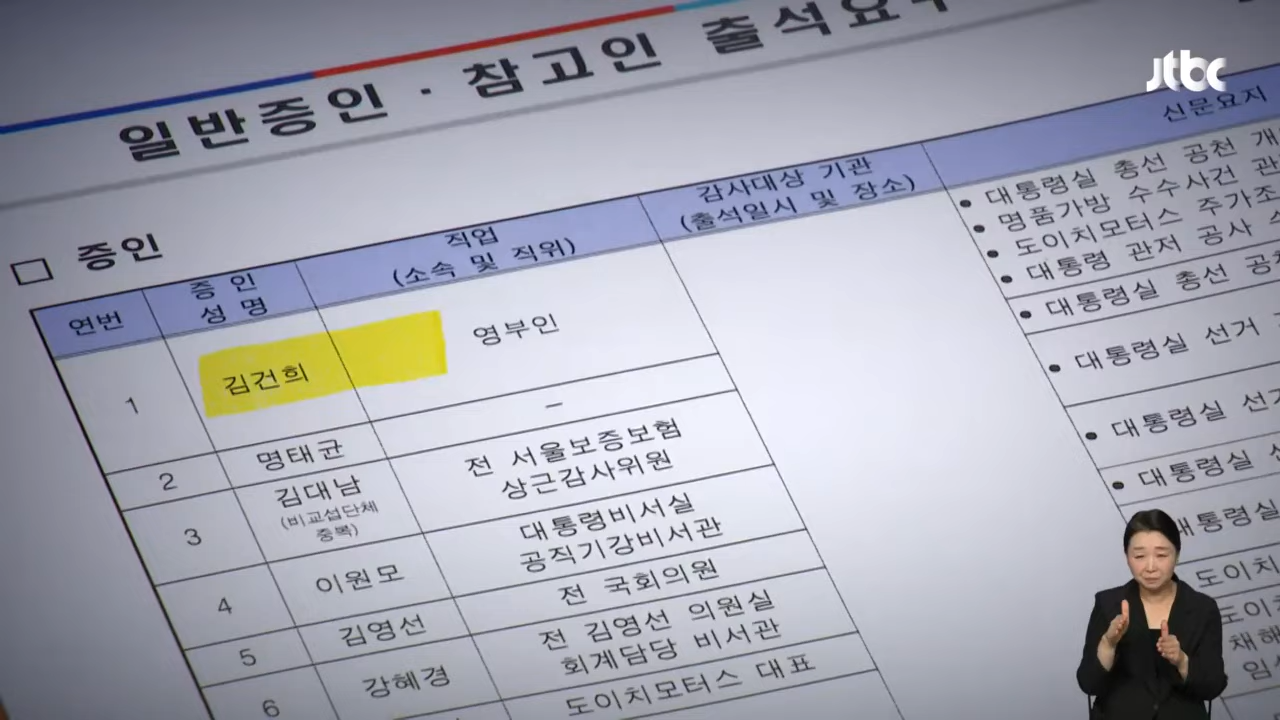 jtbc
일반증인 · 참고인 출석요구
□ 증인
연번
증 인
성 명
직업
(소속 및 직위)
감사대상 기관
(출석일시 및 장소)
신문요지
1
김건희
영부인
• 대통령실 총선 공천 개
• 명품가방 수수사건 관
• 도이치모터스 주가조
• 대통령 관저 공사
2
명태균
–
• 대통령실 총선 공천
3
김대남
(비교섭단체
중복)
전 서울보증보험
상근감사위원
• 대통령실 선거
4
이원모
대통령비서실
공직기강비서관
• 대통령실 선거
5
김영선
전 국회의원
• 대통령실
6
강혜경
전 김영선 의원실
회계담당 비서관
대통령실
도이치모터스 대표
도이치
도이
채해
임